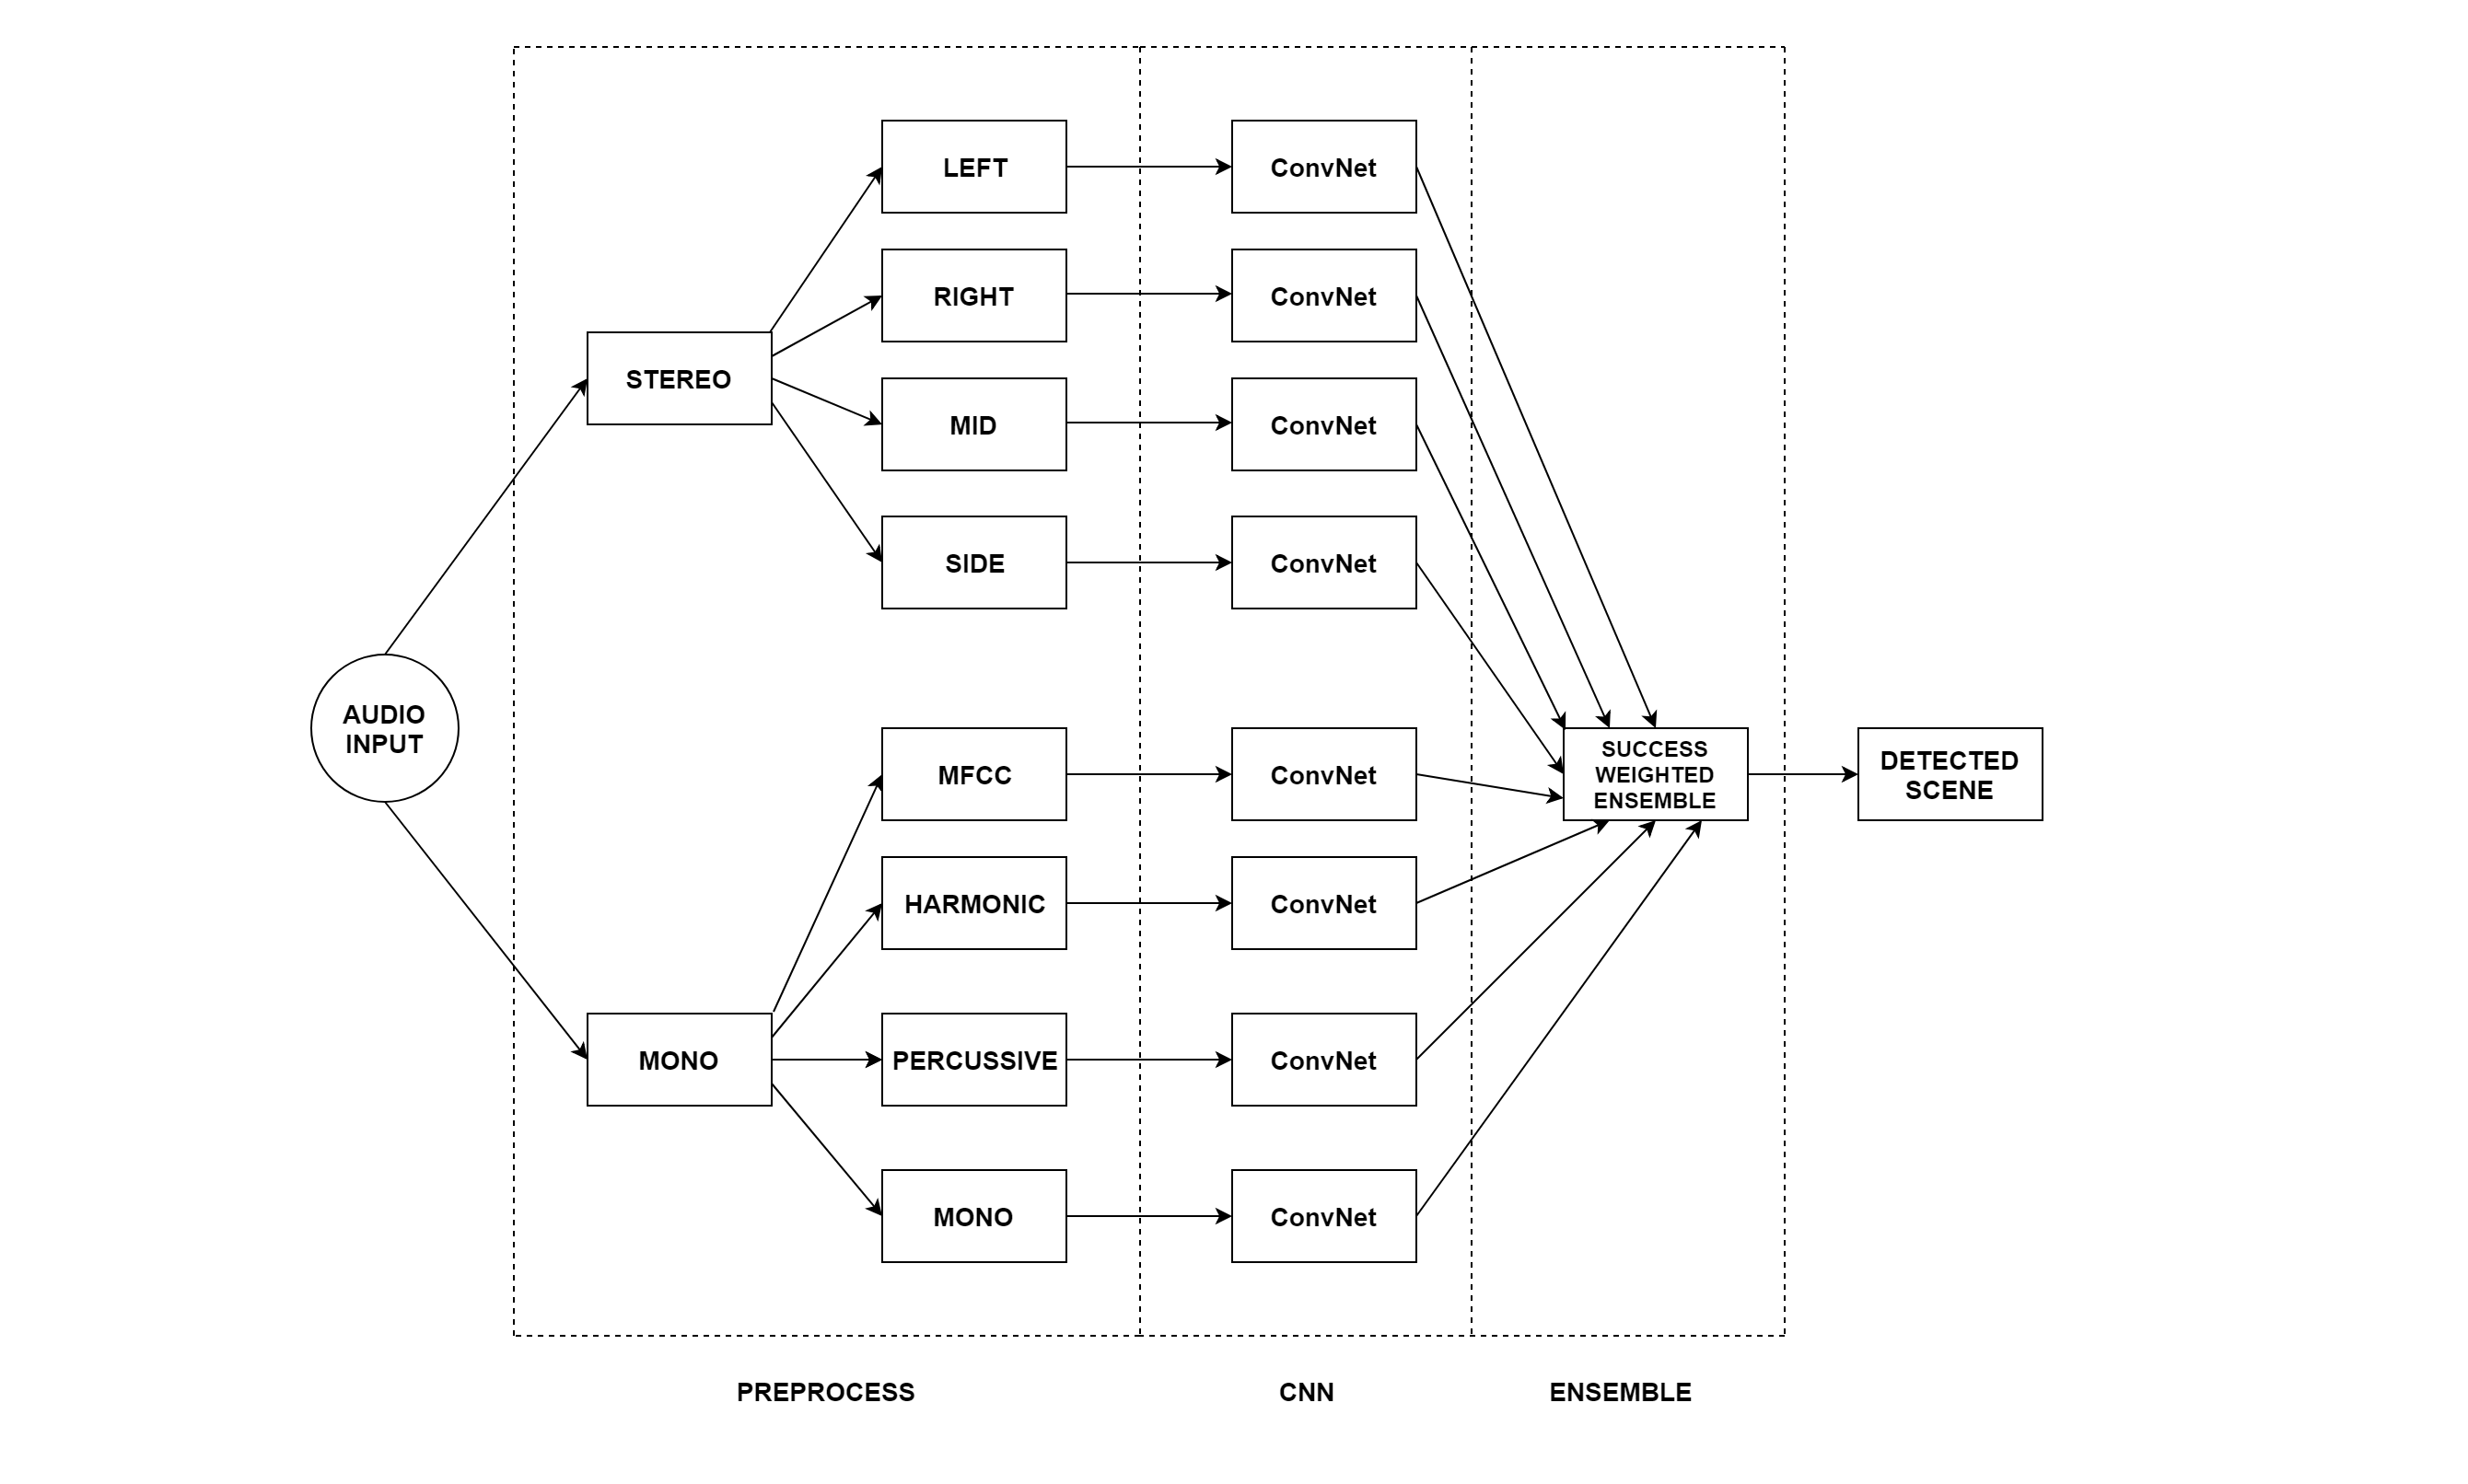 LEFT
ConvNet
RIGHT
ConvNet
STEREO
MID
ConvNet
SIDE
ConvNet
AUDIO
INPUT
MFCC
ConvNet
SUCCESS
WEIGHTED
ENSEMBLE
DETECTED
SCENE
HARMONIC
ConvNet
MONO
PERCUSSIVE
ConvNet
MONO
ConvNet
PREPROCESS
CNN
ENSEMBLE